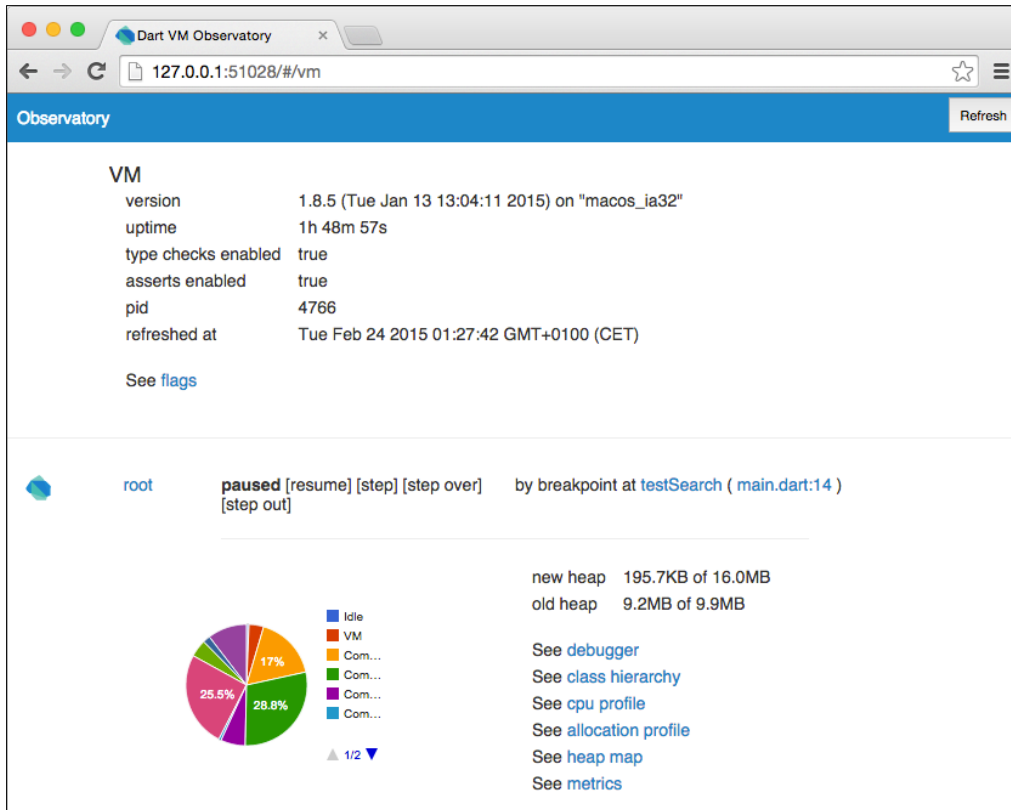 Dart VM Observatory
127.0.0.1:51028/#/vm
Observatory
Refresh
VM
version 1.8.5 (Tue Jan 13 13:04:11 2015) on "macos_ia32"
uptime 1h 48m 57s
type checks enabled true
asserts enabled true
pid 4766
refreshed at Tue Feb 24 2015 01:27:42 GMT+0100 (CET)
See flags
root paused [resume] [step] [step over] by breakpoint at testSearch ( main.dart:14 )
[step out]
new heap 195.7KB of 16.0MB
old heap 9.2MB of 9.9MB
Idle
VM
Com...
Com...
Com...
Com...
17%
25.5%
28.8%
1/2
See debugger
See class hierarchy
See cpu profile
See allocation profile
See heap map
See metrics